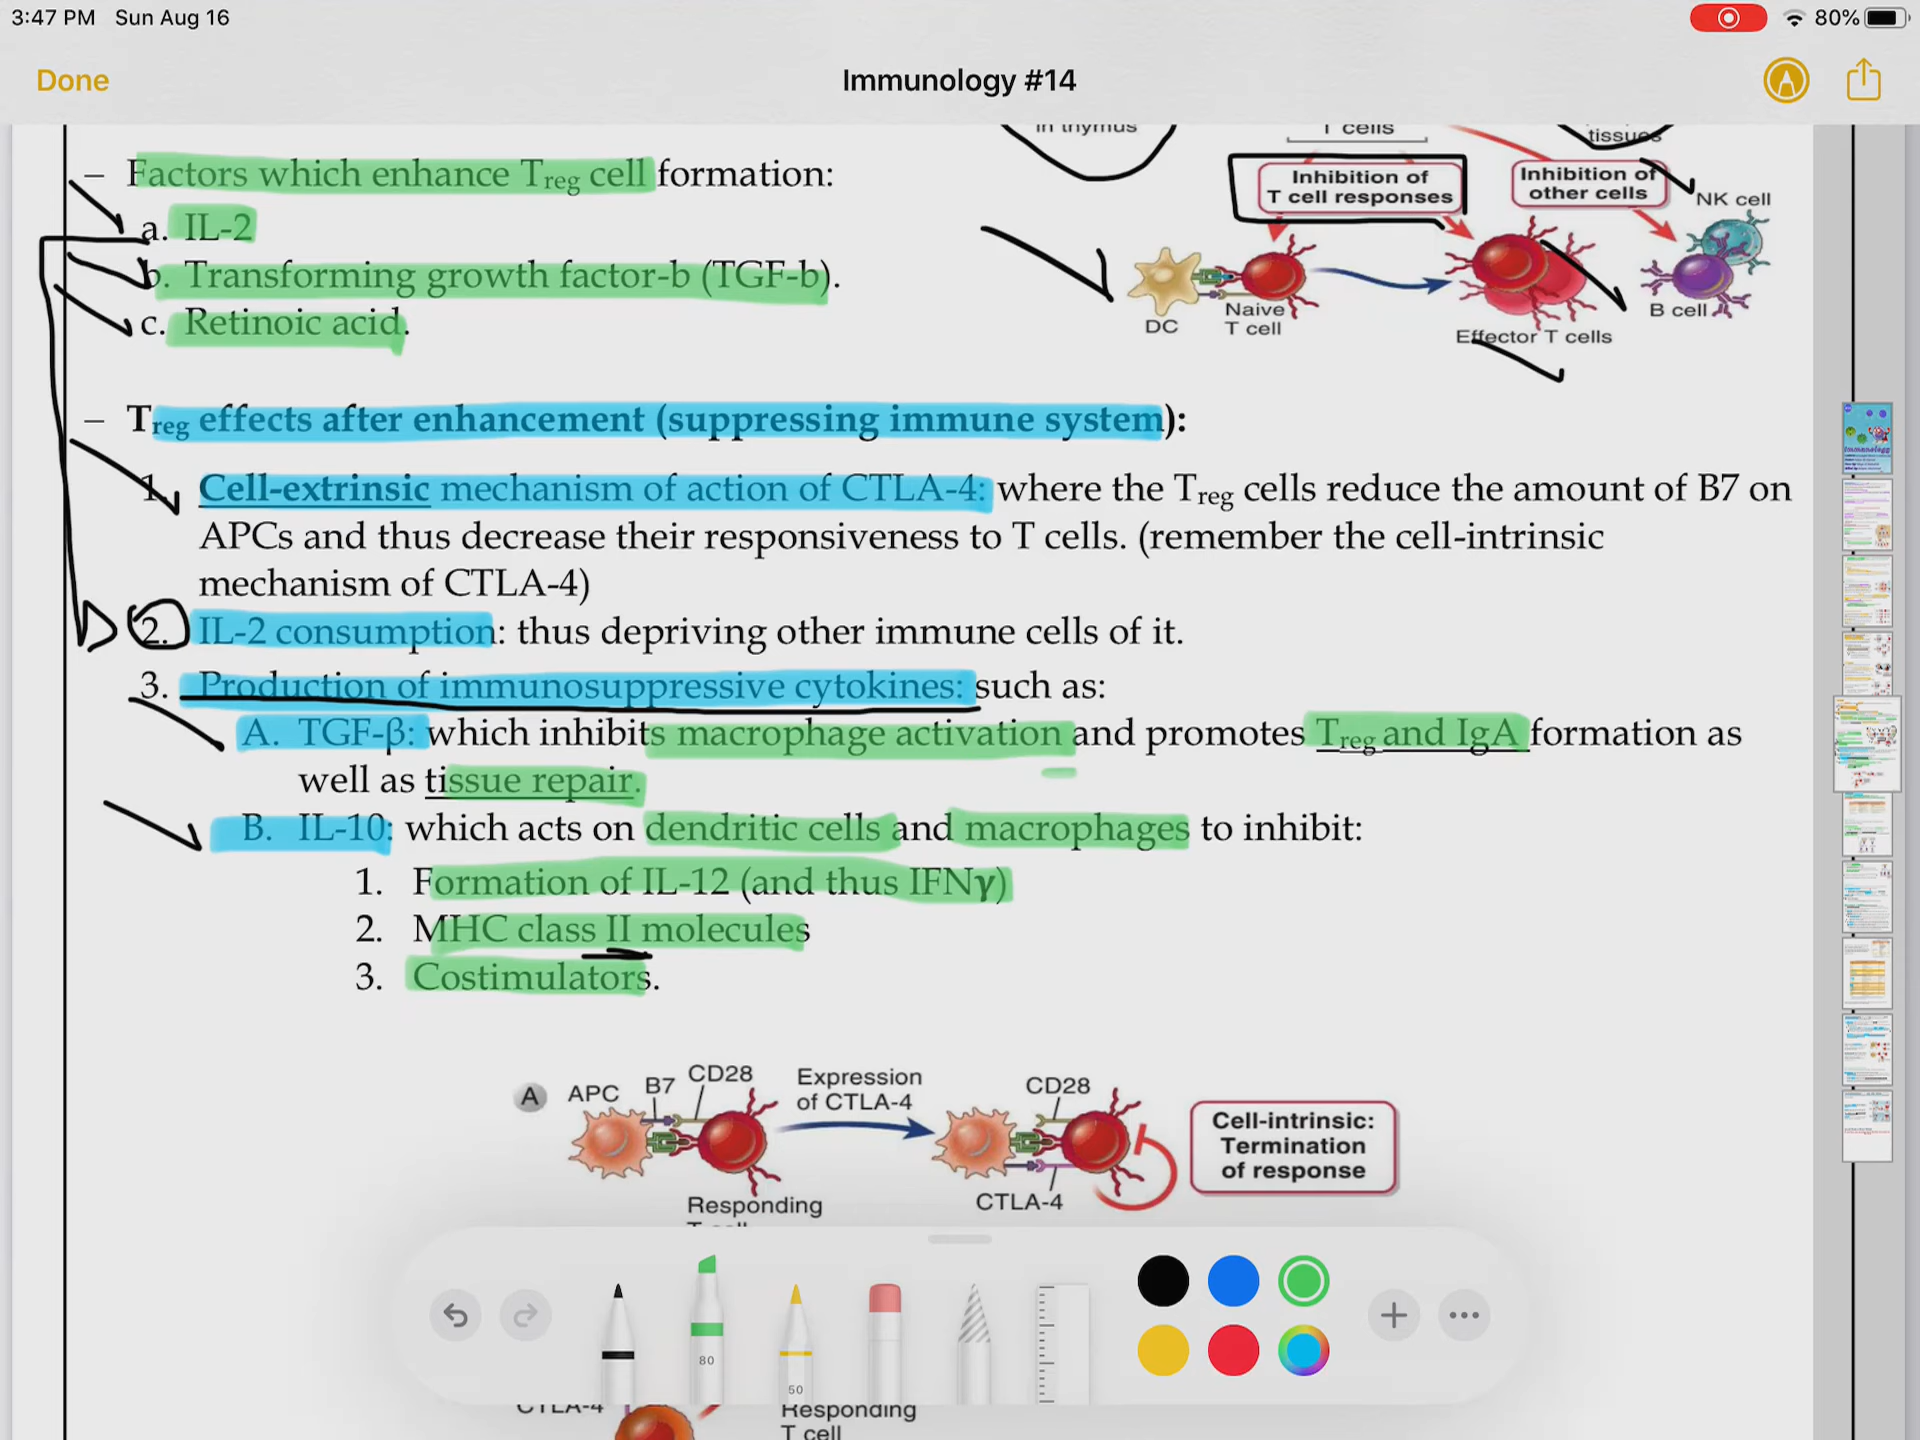 3:47 PM Sun Aug 16
80%
Done
Immunology #14
in thymus
T cells
tissues
– Factors which enhance Treg cell formation:
a. IL-2
b. Transforming growth factor-b (TGF-b).
c. Retinoic acid.
Inhibition of
T cell responses
Inhibition of
other cells
NK cell
DC
Naive
T cell
Effector T cells
B cell
– Treg effects after enhancement (suppressing immune system):
1. Cell-extrinsic mechanism of action of CTLA-4: where the Treg cells reduce the amount of B7 on
APCs and thus decrease their responsiveness to T cells. (remember the cell-intrinsic
mechanism of CTLA-4)
2. IL-2 consumption: thus depriving other immune cells of it.
3. Production of immunosuppressive cytokines: such as:
A. TGF-β: which inhibits macrophage activation and promotes Treg and IgA formation as
well as tissue repair.
B. IL-10: which acts on dendritic cells and macrophages to inhibit:
1. Formation of IL-12 (and thus IFNγ)
2. MHC class II molecules
3. Costimulators.
A
APC
B7
CD28
Expression
of CTLA-4
CD28
CTLA-4
Cell-intrinsic:
Termination
of response
Responding
80
50
CTLA-4
Responding
T cell